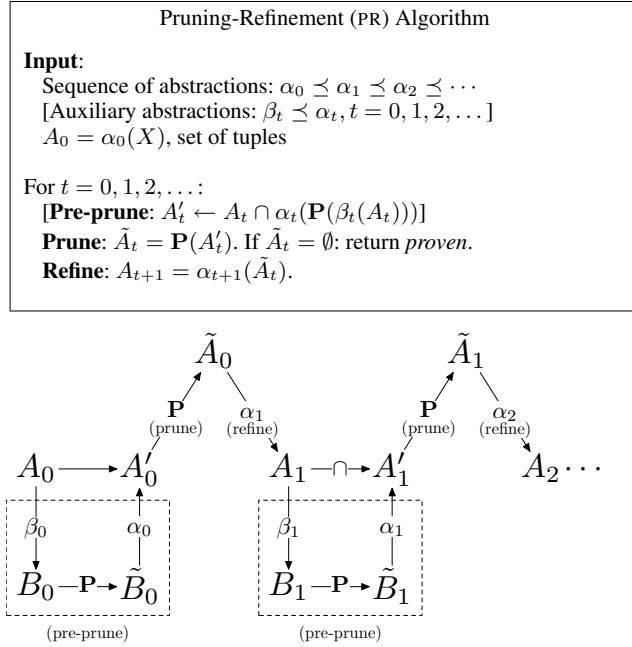 Pruning-Refinement (PR) Algorithm
Input:
Sequence of abstractions: α₀ ⪯ α₁ ⪯ α₂ ⪯ ···
[Auxiliary abstractions: βₜ ⪯ αₜ, t = 0, 1, 2, . . . ]
A₀ = α₀(X), set of tuples
For t = 0, 1, 2, . . . :
[Pre-prune: A′ₜ ← Aₜ ∩ αₜ(P(βₜ(Aₜ)))]
Prune: Ãₜ = P(A′ₜ). If Ãₜ = ∅: return proven.
Refine: Aₜ₊₁ = αₜ₊₁(Ãₜ).
Ã₀ Ã₁
P α₁ P α₂
(prune) (refine) (prune) (refine)
A₀ A′₀ A₁ ∩ A′₁ A₂ ···
β₀ α₀ β₁ α₁
B₀ P B̃₀ B₁ P B̃₁
(pre-prune) (pre-prune)